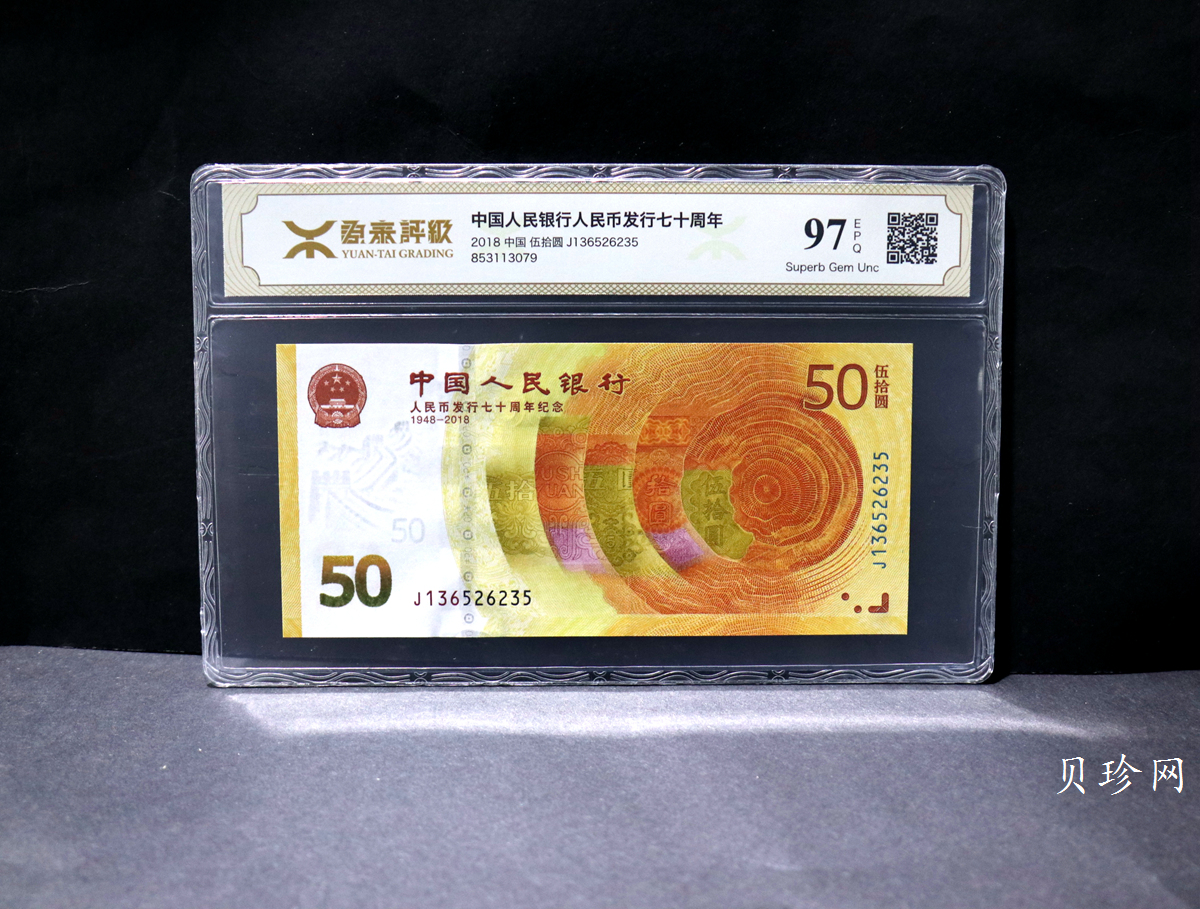 源泰評級
YUAN-TAI GRADING
中国人民银行人民币发行七十周年
2018 中国 伍拾圆 J136526235
853113079
97
EPQ
Superb Gem Unc
中国人民银行
人民币发行七十周年纪念
1948-2018
50
伍拾圆
伍拾
伍拾圆
50
50
J136526235
J136526235
贝珍网